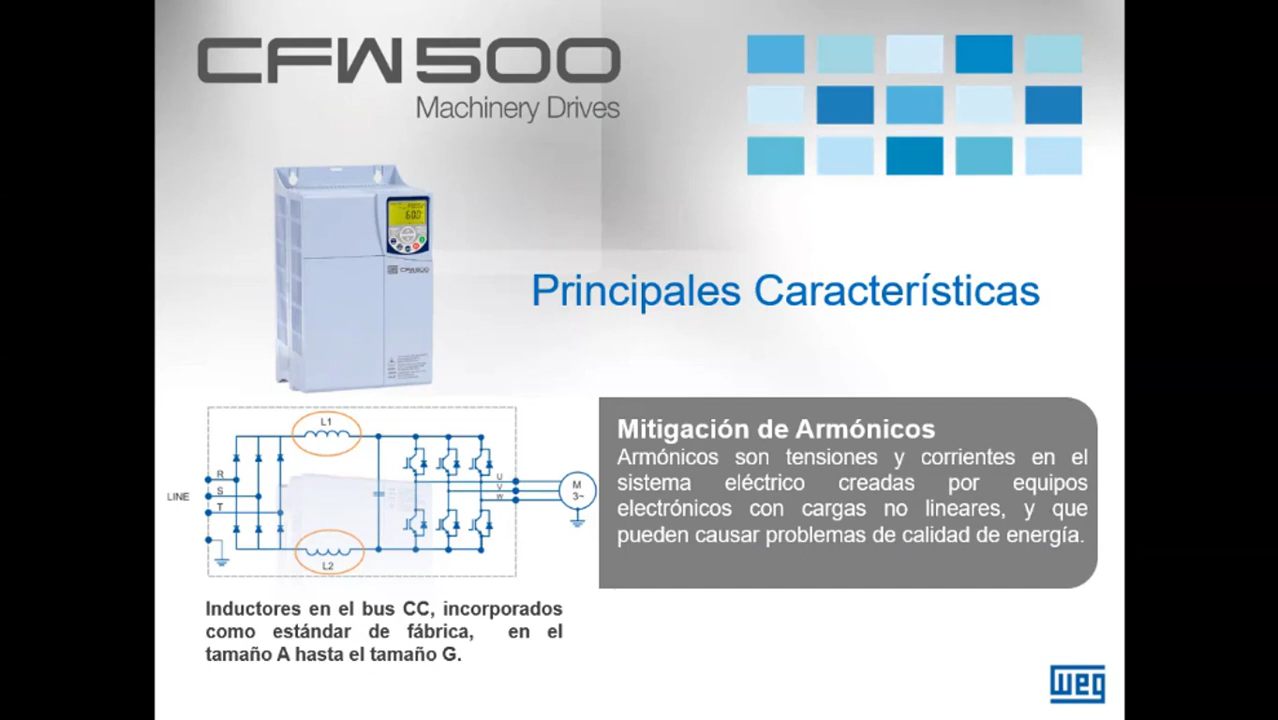 CFW500
Machinery Drives
600
CFW500
Principales Características
L1
R
S
T
LINE
U
V
W
M
3~
L2
Mitigación de Armónicos
Armónicos son tensiones y corrientes en el
sistema eléctrico creadas por equipos
electrónicos con cargas no lineares, y que
pueden causar problemas de calidad de energía.
Inductores en el bus CC, incorporados
como estándar de fábrica, en el
tamaño A hasta el tamaño G.
weg